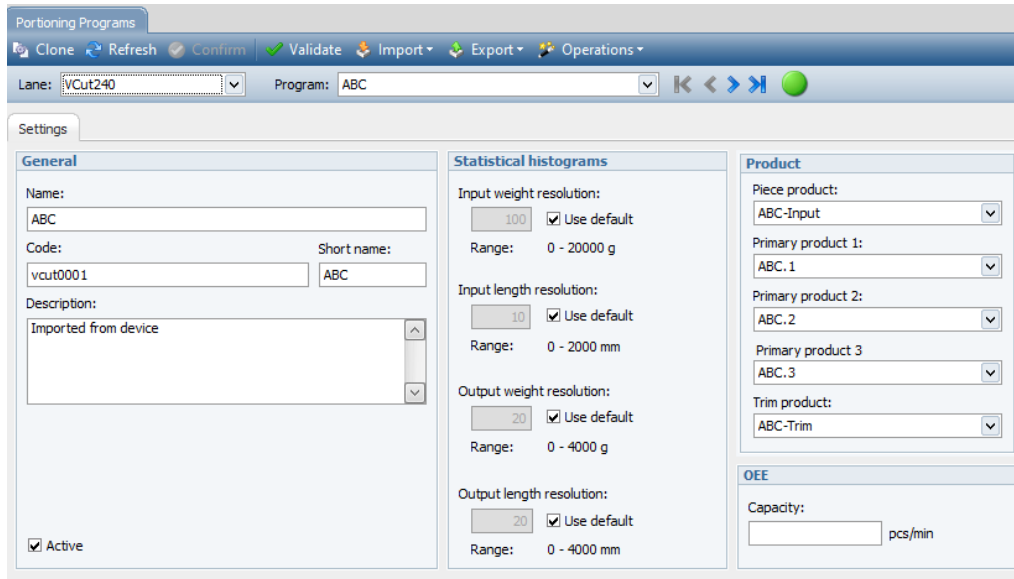 Portioning Programs
Clone Refresh Confirm Validate Import Export Operations
Lane: VCut240 Program: ABC
Settings
General
Name:
ABC
Code: Short name:
vcut0001 ABC
Description:
Imported from device
Active
Statistical histograms
Input weight resolution:
100 Use default
Range: 0 - 20000 g
Input length resolution:
10 Use default
Range: 0 - 2000 mm
Output weight resolution:
20 Use default
Range: 0 - 4000 g
Output length resolution:
20 Use default
Range: 0 - 4000 mm
Product
Piece product:
ABC-Input
Primary product 1:
ABC.1
Primary product 2:
ABC.2
Primary product 3
ABC.3
Trim product:
ABC-Trim
OEE
Capacity:
pcs/min